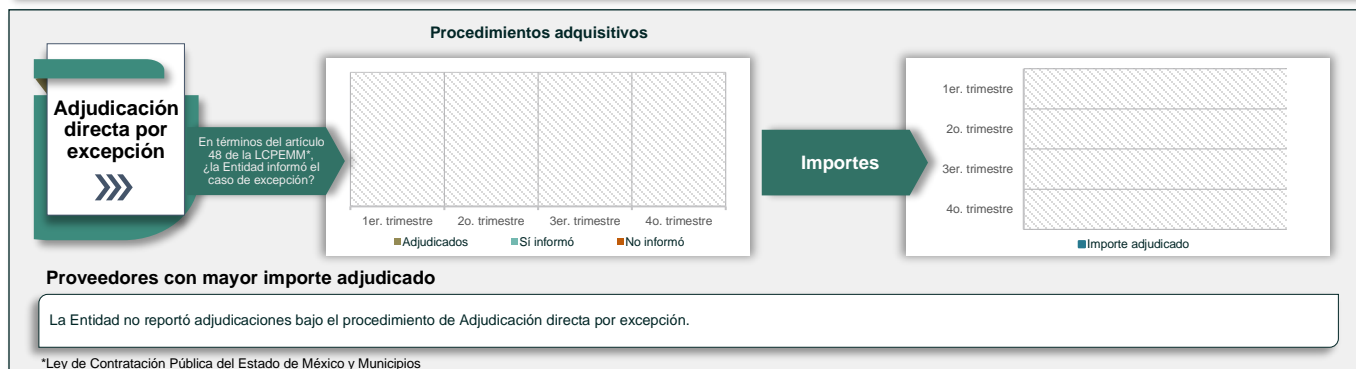 Procedimientos adquisitivos
Adjudicación
directa por
excepción
En términos del artículo
48 de la LCPEMM*,
¿la Entidad informó el
caso de excepción?
1er. trimestre
2o. trimestre
3er. trimestre
4o. trimestre
Adjudicados
Sí informó
No informó
Importes
1er. trimestre
2o. trimestre
3er. trimestre
4o. trimestre
Importe adjudicado
Proveedores con mayor importe adjudicado
La Entidad no reportó adjudicaciones bajo el procedimiento de Adjudicación directa por excepción.
*Ley de Contratación Pública del Estado de México y Municipios